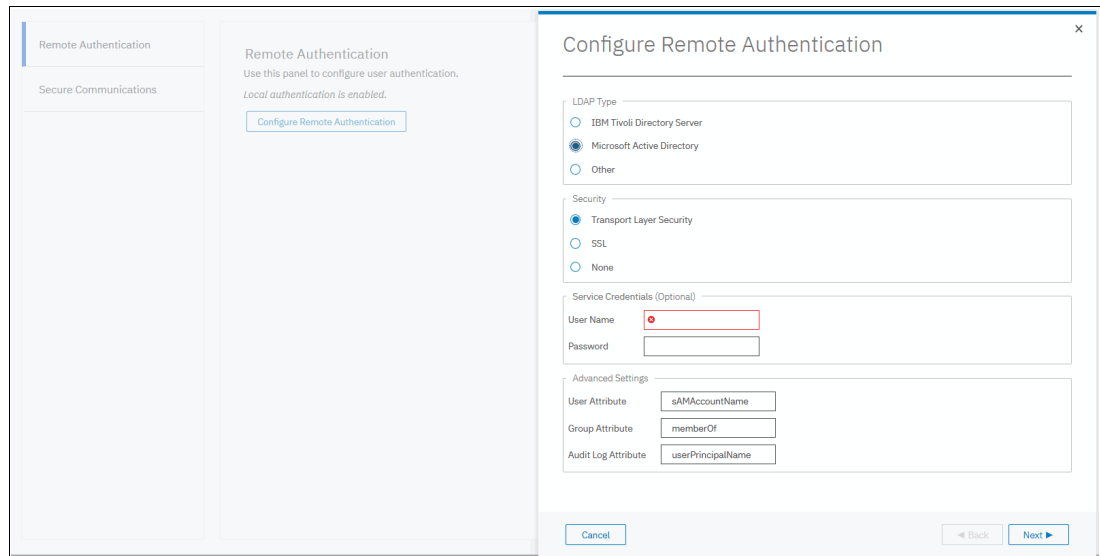 Remote Authentication
Secure Communications
Remote Authentication
Use this panel to configure user authentication.
Local authentication is enabled.
Configure Remote Authentication
Configure Remote Authentication
LDAP Type
IBM Tivoli Directory Server
Microsoft Active Directory
Other
Security
Transport Layer Security
SSL
None
Service Credentials (Optional)
User Name
Password
Advanced Settings
User Attribute sAMAccountName
Group Attribute memberOf
Audit Log Attribute userPrincipalName
Cancel
Back
Next